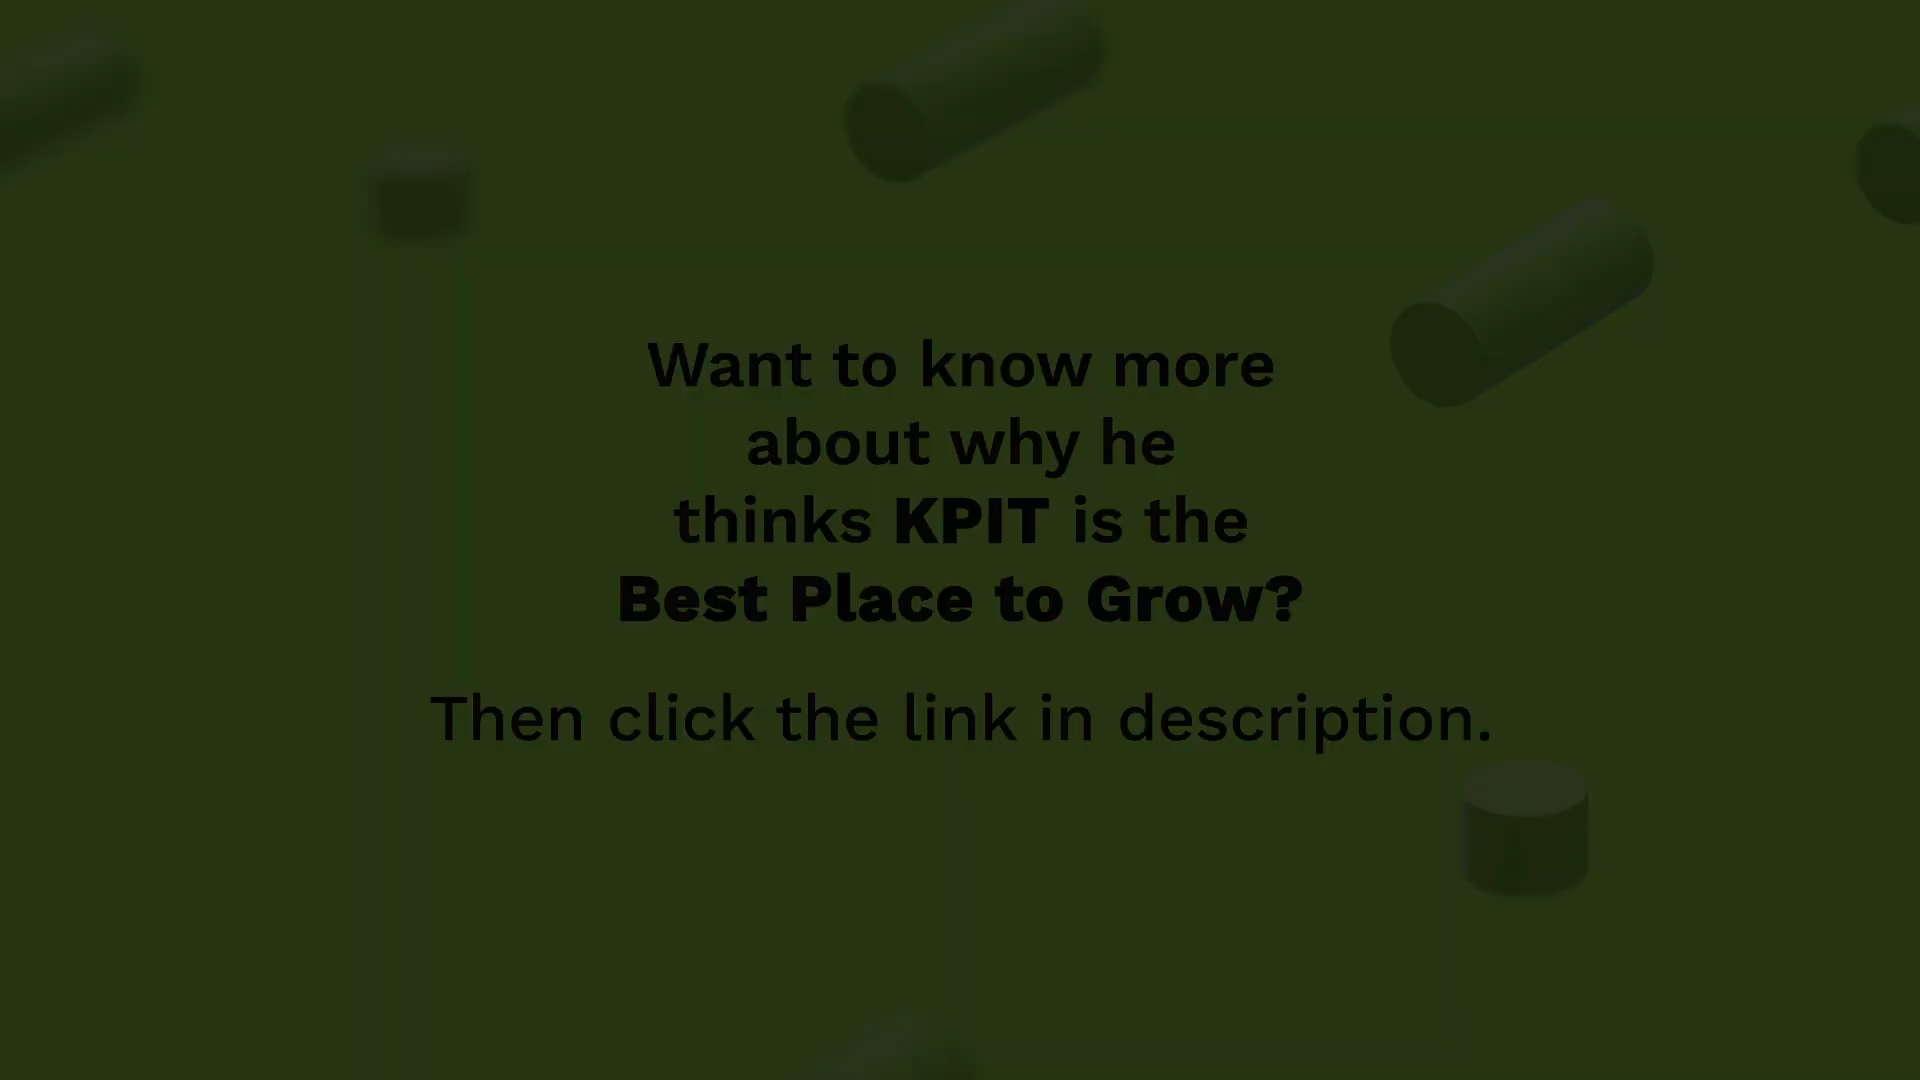 Want to know more
about why he
thinks KPIT is the
Best Place to Grow?
Then click the link in description.